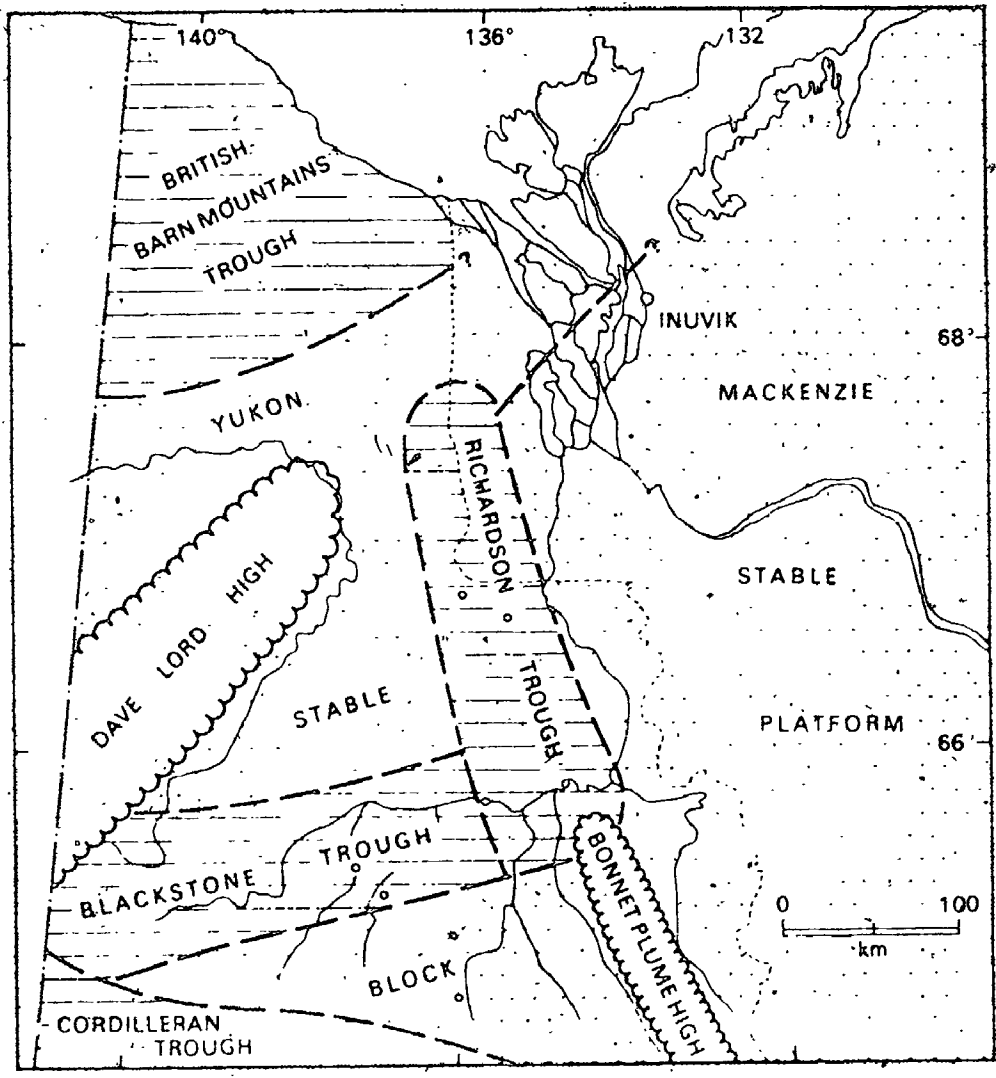 140° 136° 132
BRITISH-
BARN MOUNTAINS
TROUGH
?
?
INUVIK
68°
MACKENZIE
YUKON
RICHARDSON
TROUGH
DAVE LORD HIGH
STABLE
STABLE
PLATFORM
66°
BLACKSTONE TROUGH
BONNET PLUME HIGH
0 100
km
BLOCK
CORDILLERAN
TROUGH